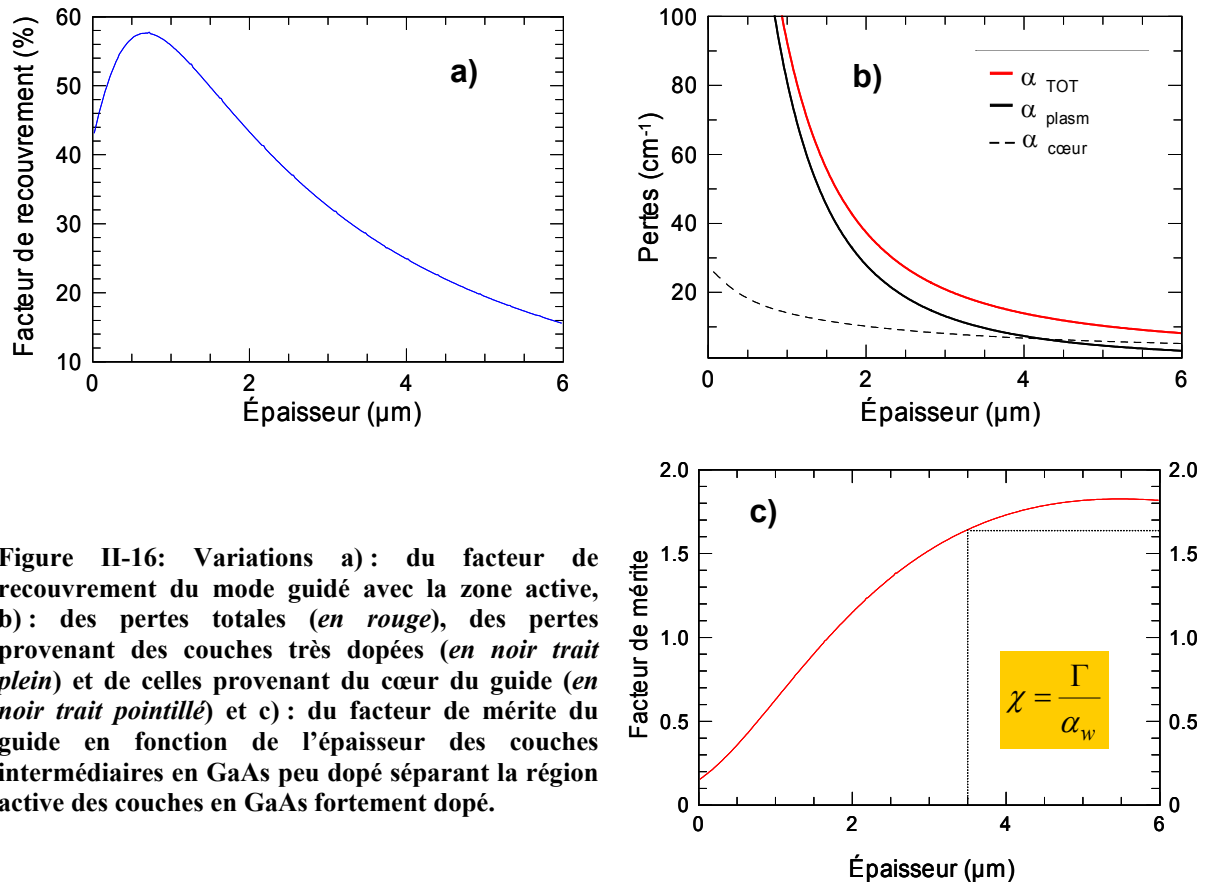 60
50
40
30
20
10
0
2
4
6
Facteur de recouvrement (%)
Épaisseur (µm)
a)
100
80
60
40
20
0
2
4
6
Pertes (cm-1)
Épaisseur (µm)
b)
α TOT
α plasm
α cœur
Figure II-16: Variations a) : du facteur de
recouvrement du mode guidé avec la zone active,
b) : des pertes totales (en rouge), des pertes
provenant des couches très dopées (en noir trait
plein) et de celles provenant du cœur du guide (en
noir trait pointillé) et c) : du facteur de mérite du
guide en fonction de l’épaisseur des couches
intermédiaires en GaAs peu dopé séparant la région
active des couches en GaAs fortement dopé.
2.0
1.5
1.0
0.5
0
2.0
1.5
1.0
0.5
0
0
2
4
6
Facteur de mérite
Épaisseur (µm)
c)
χ = Γ / αw